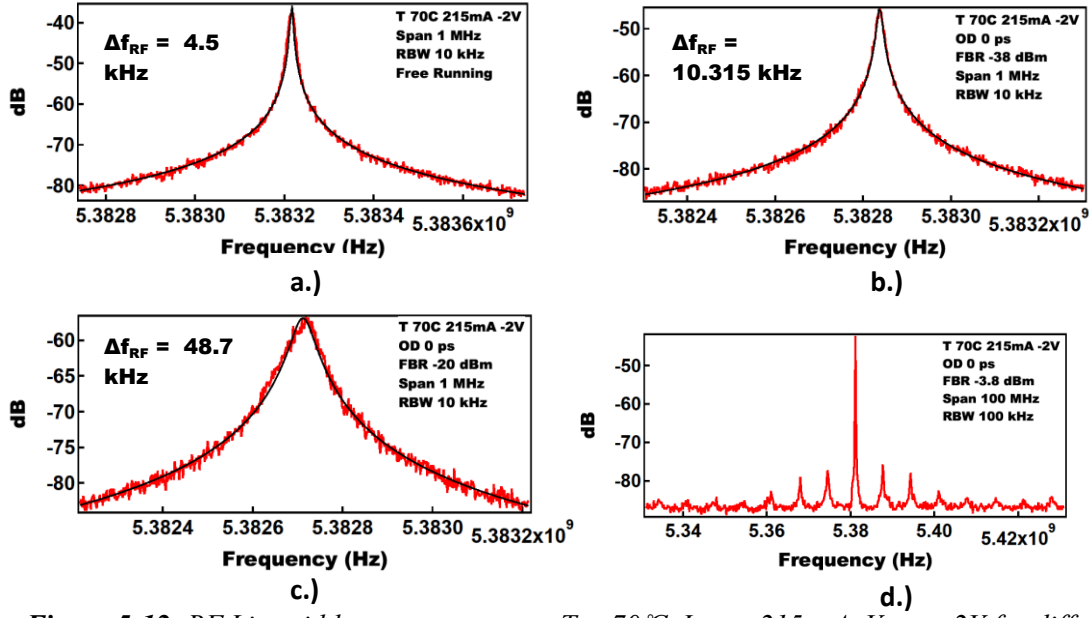 T 70C 215mA -2V
Span 1 MHz
RBW 10 kHz
Free Running
Δf_RF = 4.5
kHz
dB
-40
-50
-60
-70
-80
5.3828
5.3830
5.3832
5.3834
5.3836x10^9
Frequency (Hz)
a.)
T 70C 215mA -2V
OD 0 ps
FBR -38 dBm
Span 1 MHz
RBW 10 kHz
Δf_RF =
10.315 kHz
dB
-50
-60
-70
-80
5.3824
5.3826
5.3828
5.3830
5.3832x10^9
Frequency (Hz)
b.)
T 70C 215mA -2V
OD 0 ps
FBR -20 dBm
Span 1 MHz
RBW 10 kHz
Δf_RF = 48.7
kHz
dB
-60
-65
-70
-75
-80
5.3824
5.3826
5.3828
5.3830
5.3832x10^9
Frequency (Hz)
c.)
T 70C 215mA -2V
OD 0 ps
FBR -3.8 dBm
Span 100 MHz
RBW 100 kHz
dB
-50
-60
-70
-80
5.34
5.36
5.38
5.40
5.42x10^9
Frequency (Hz)
d.)